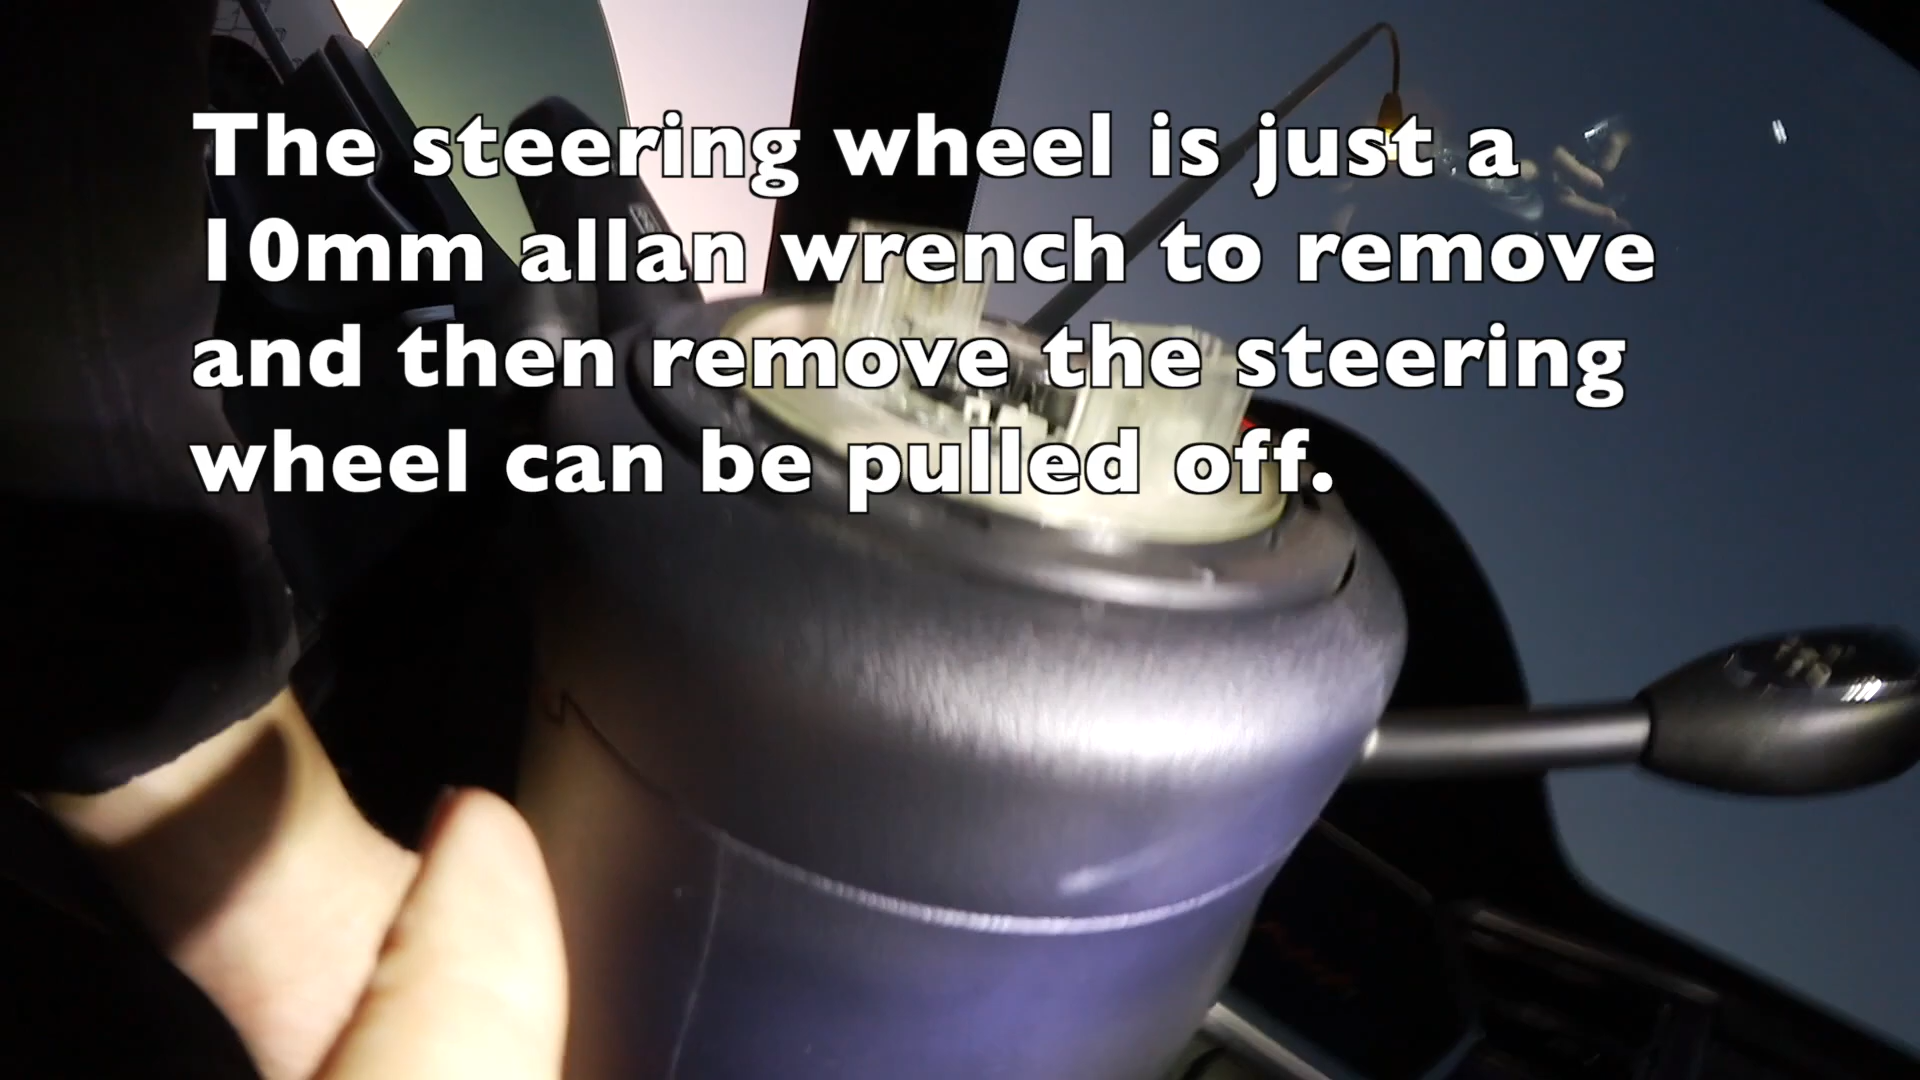 The steering wheel is just a
10mm allan wrench to remove
and then remove the steering
wheel can be pulled off.